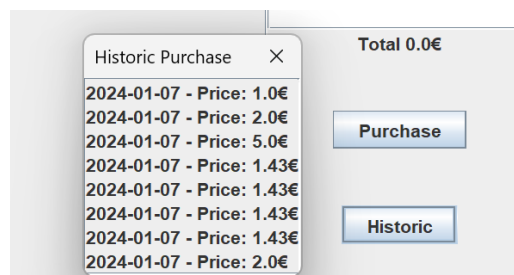 Historic Purchase
2024-01-07 - Price: 1.0€
2024-01-07 - Price: 2.0€
2024-01-07 - Price: 5.0€
2024-01-07 - Price: 1.43€
2024-01-07 - Price: 1.43€
2024-01-07 - Price: 1.43€
2024-01-07 - Price: 1.43€
2024-01-07 - Price: 2.0€
Total 0.0€
Purchase
Historic